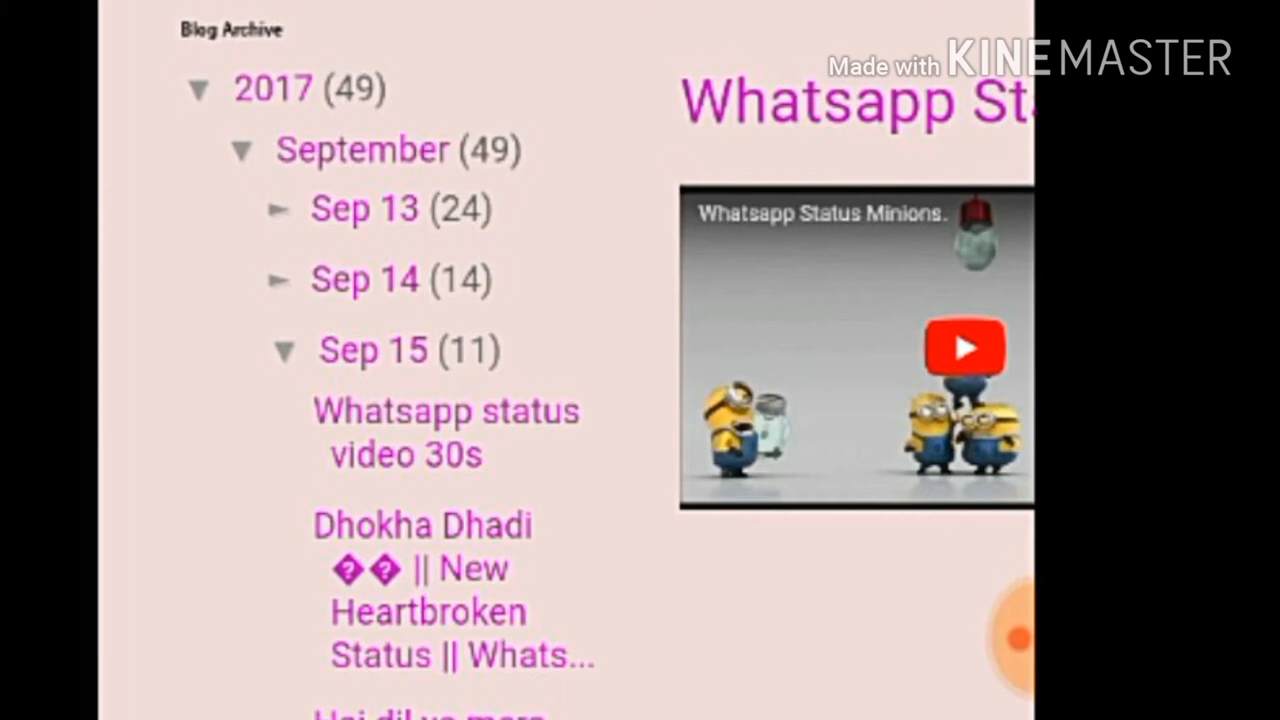 Blog Archive
Made with KINEMASTER
2017 (49)
Whatsapp St
September (49)
Sep 13 (24)
Whatsapp Status Minions.
Sep 14 (14)
Sep 15 (11)
Whatsapp status
video 30s
Dhokha Dhadi
�� || New
Heartbroken
Status || Whats...